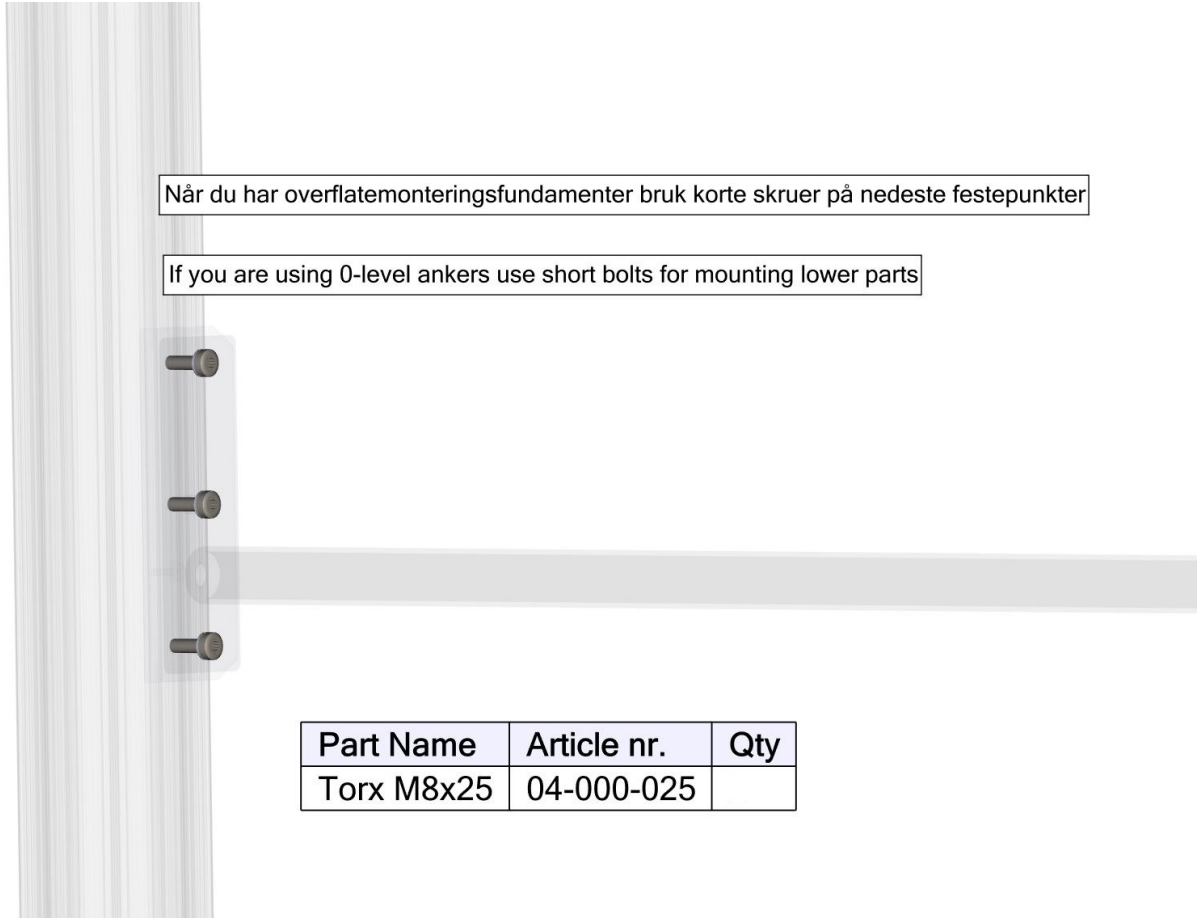 Når du har overflatemonteringsfundamenter bruk korte skruer på nedeste festepunkter
If you are using 0-level ankers use short bolts for mounting lower parts
Part Name Article nr. Qty
Torx M8x25 04-000-025